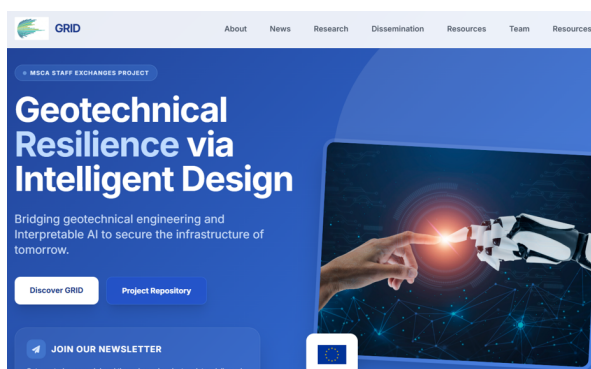 GRID
About News Research Dissemination Resources Team Resources
MSCA STAFF EXCHANGES PROJECT
Geotechnical
Resilience via
Intelligent Design
Bridging geotechnical engineering and
Interpretable AI to secure the infrastructure of
tomorrow.
Discover GRID Project Repository
JOIN OUR NEWSLETTER